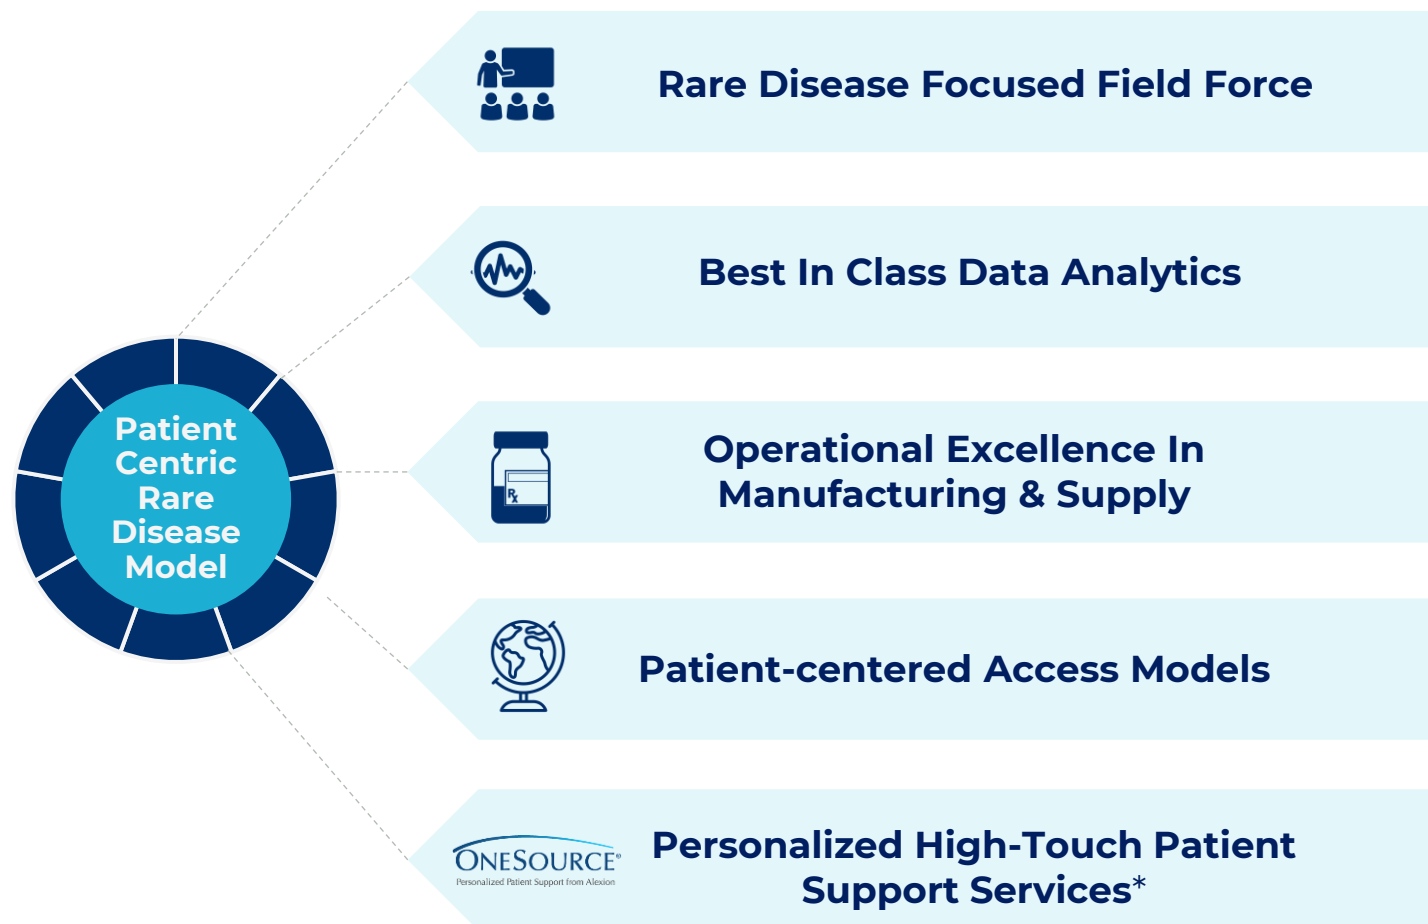 Rare Disease Focused Field Force
Best In Class Data Analytics
Patient
Centric
Rare
Disease
Model
Operational Excellence In
Manufacturing & Supply
Rx
Patient-centered Access Models
ONESOURCE®
Personalized Patient Support from Alexion
Personalized High-Touch Patient
Support Services*